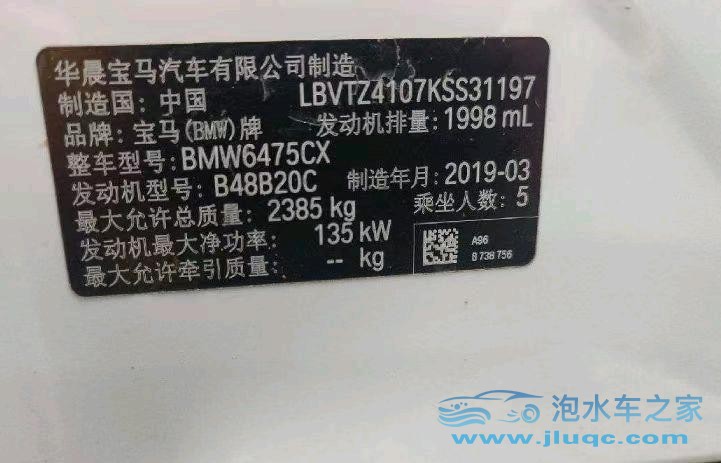 华晨宝马汽车有限公司制造
制造国: 中国 LBVTZ4107KSS31197
品牌: 宝马(BMW)牌 发动机排量: 1998 mL
整车型号: BMW6475CX
发动机型号: B48B20C 制造年月: 2019-03
最大允许总质量: 2385 kg 乘坐人数: 5
发动机最大净功率: 135 kW
最大允许牵引质量: -- kg
A96
8 738 756
泡水车之家
www.jluqc.com